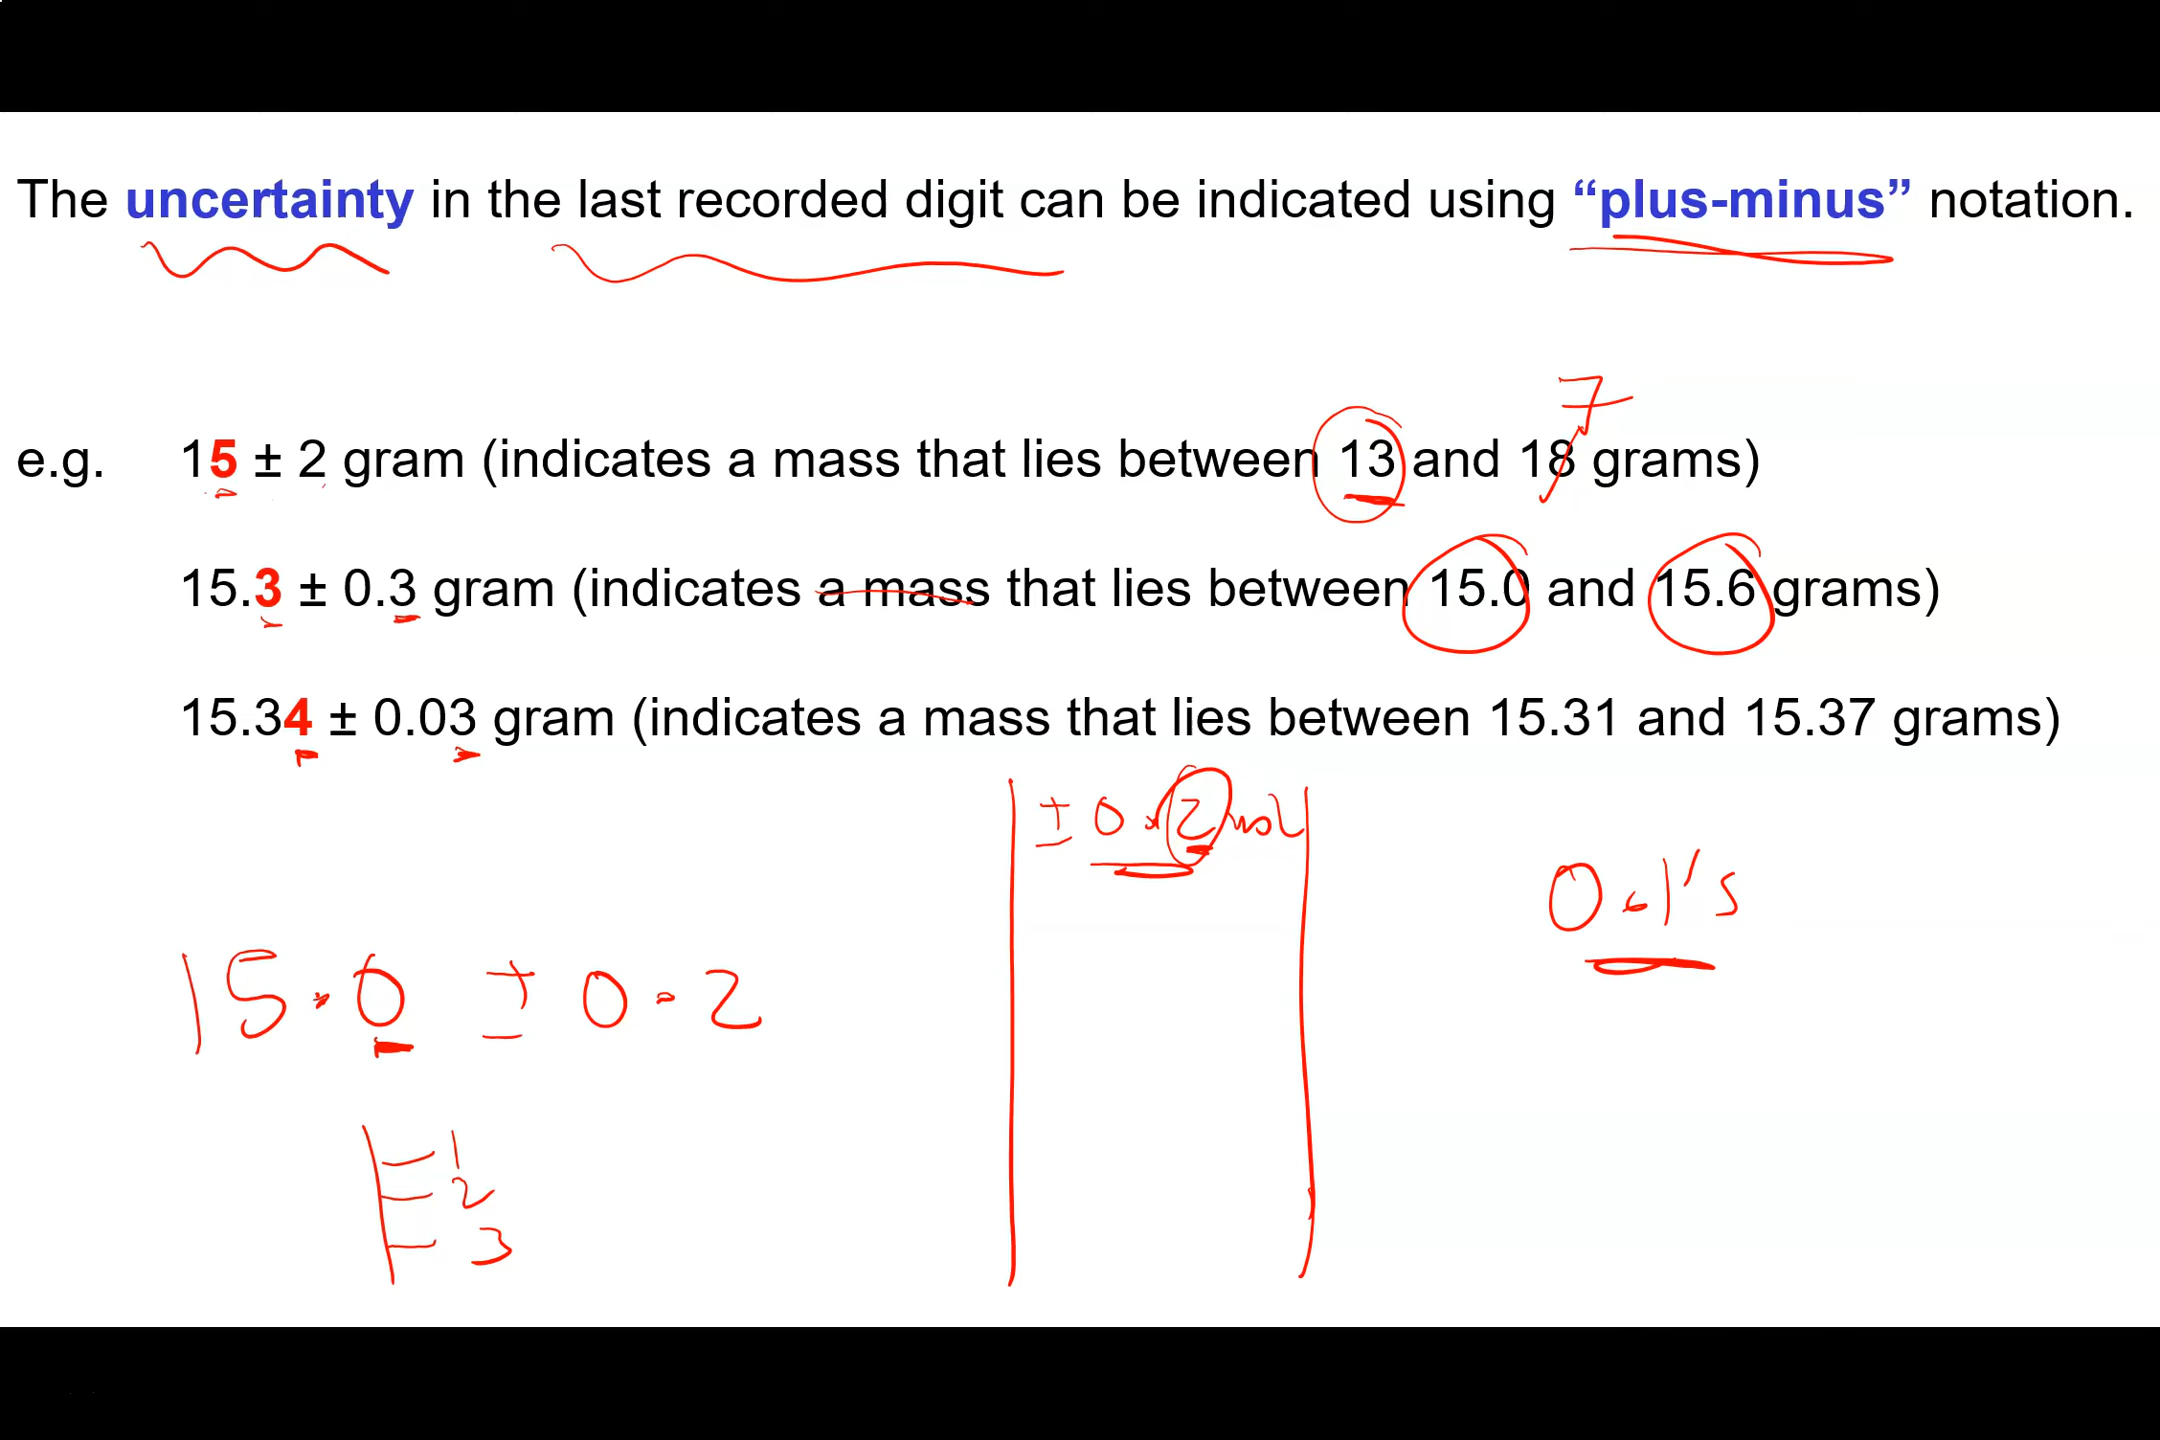 The uncertainty in the last recorded digit can be indicated using “plus-minus” notation.
7
e.g. 15 ± 2 gram (indicates a mass that lies between 13 and 18 grams)
15.3 ± 0.3 gram (indicates a mass that lies between 15.0 and 15.6 grams)
15.34 ± 0.03 gram (indicates a mass that lies between 15.31 and 15.37 grams)
± 0.2
0.1's
15.0 ± 0.2
1
2
3